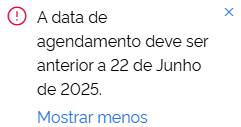 A data de
agendamento deve ser
anterior a 22 de Junho
de 2025.
Mostrar menos